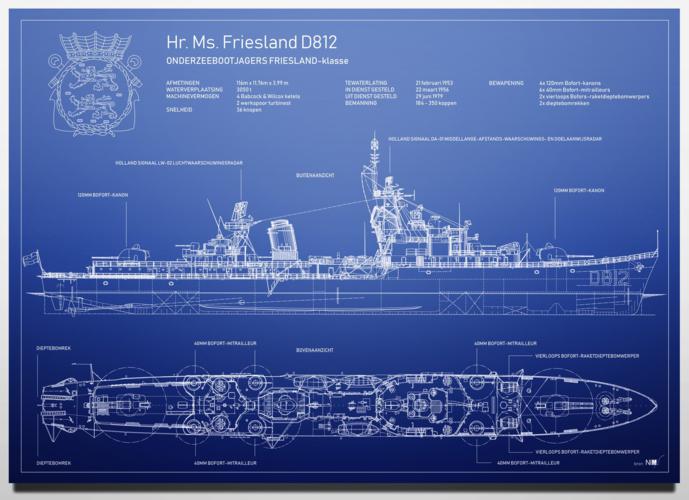 Hr. Ms. Friesland D812
ONDERZEEBOOTJAGERS FRIESLAND-klasse
AFMETINGEN 116m x 11,76m x 3,99 m
WATERVERPLAATSING 3050 t
MACHINEVERMOGEN 4 Babcock & Wilcox ketels
2 werkspoor turbinest
SNELHEID 36 knopen
TEWATERLATING 21 februari 1953
IN DIENST GESTELD 22 maart 1956
UIT DIENST GESTELD 29 juni 1979
BEMANNING 184 - 350 koppen
BEWAPENING 4x 120mm Bofort-kanons
6x 40mm Bofort-mitrailleurs
2x vierloops Bofors-raketdieptebomwerpers
2x dieptebomrekken
HOLLAND SIGNAAL DA-01 MIDDELLANGE-AFSTANDS-WAARSCHUWINGS- EN DOELAANWIJSRADAR
HOLLAND SIGNAAL LW-02 LUCHTWAARSCHUWINGSRADAR
BUITENAANZICHT
120MM BOFORT-KANON
120MM BOFORT-KANON
D812
DIEPTEBOMREK
40MM BOFORT-MITRAILLEUR
BOVENAANZICHT
40MM BOFORT-MITRAILLEUR
VIERLOOPS BOFORT-RAKETDIEPTEBOMWERPER
VIERLOOPS BOFORT-RAKETDIEPTEBOMWERPER
DIEPTEBOMREK
40MM BOFORT-MITRAILLEUR
40MM BOFORT-MITRAILLEUR
bron: